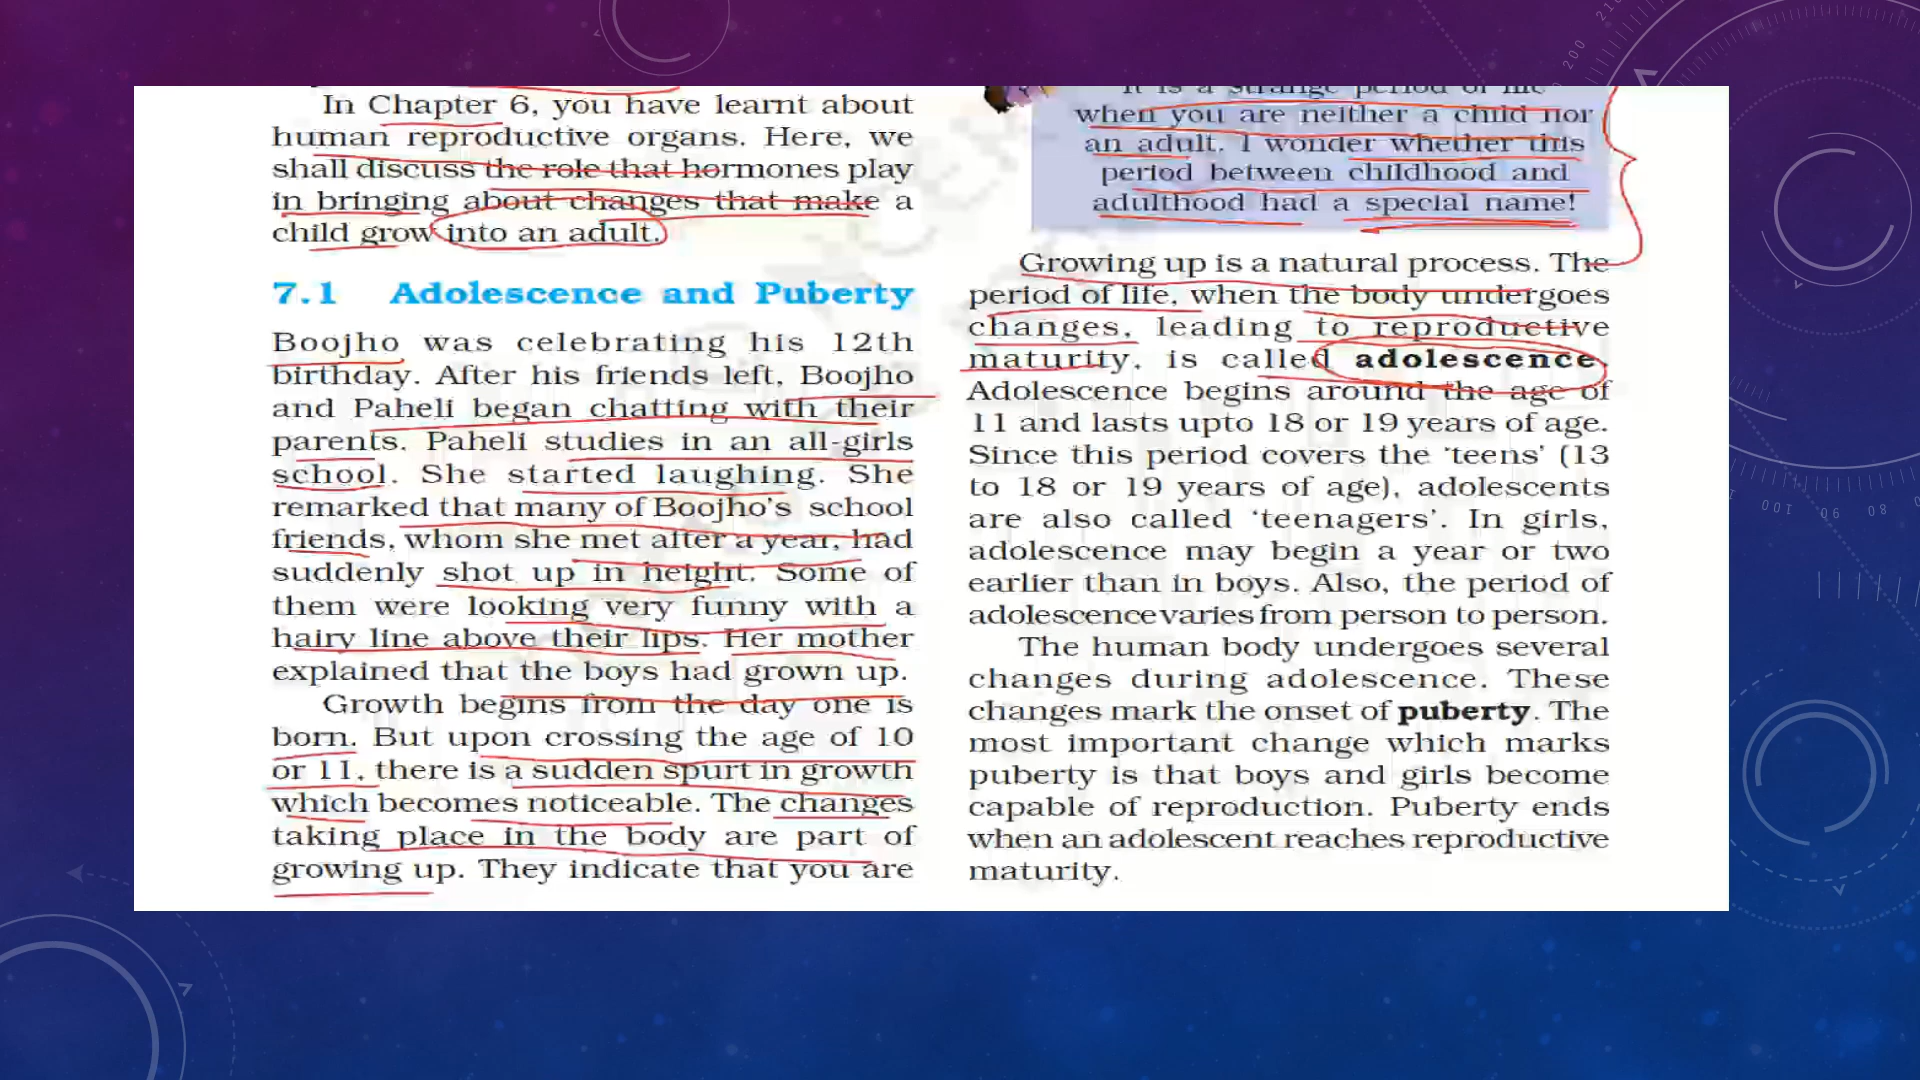 In Chapter 6, you have learnt about
human reproductive organs. Here, we
shall discuss the role that hormones play
in bringing about changes that make a
child grow into an adult.
7.1 Adolescence and Puberty
Boojho was celebrating his 12th
birthday. After his friends left, Boojho
and Paheli began chatting with their
parents. Paheli studies in an all-girls
school. She started laughing. She
remarked that many of Boojho's school
friends, whom she met after a year, had
suddenly shot up in height. Some of
them were looking very funny with a
hairy line above their lips. Her mother
explained that the boys had grown up.
Growth begins from the day one is
born. But upon crossing the age of 10
or 11, there is a sudden spurt in growth
which becomes noticeable. The changes
taking place in the body are part of
growing up. They indicate that you are
It is a strange period of life
when you are neither a child nor
an adult. I wonder whether this
period between childhood and
adulthood had a special name!
Growing up is a natural process. The
period of life, when the body undergoes
changes, leading to reproductive
maturity, is called adolescence.
Adolescence begins around the age of
11 and lasts upto 18 or 19 years of age.
Since this period covers the 'teens' (13
to 18 or 19 years of age), adolescents
are also called 'teenagers'. In girls,
adolescence may begin a year or two
earlier than in boys. Also, the period of
adolescence varies from person to person.
The human body undergoes several
changes during adolescence. These
changes mark the onset of puberty. The
most important change which marks
puberty is that boys and girls become
capable of reproduction. Puberty ends
when an adolescent reaches reproductive
maturity.
210
200
100 90 80